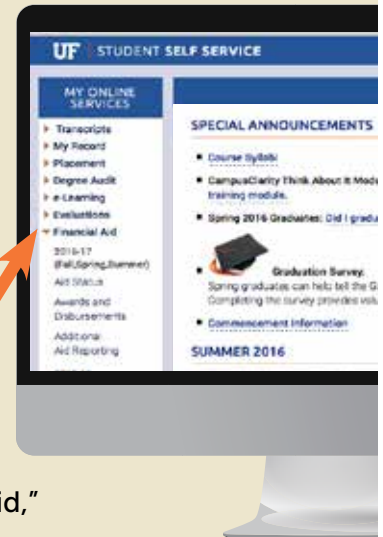 UF STUDENT SELF SERVICE
MY ONLINE
SERVICES
Transcripts
My Record
Placement
Degree Audit
e-Learning
Evaluations
Financial Aid
2016-17
(Fall,Spring,Summer)
Aid Status
Awards and
Disbursements
Additional
Aid Reporting
SPECIAL ANNOUNCEMENTS
Course Syllabi
CampusClarity Think About It
training module.
Spring 2016 Graduates: Did I
Graduation Survey.
Spring graduates can help tell the
Completing the survey provides
Commencement Information
SUMMER 2016
id,"